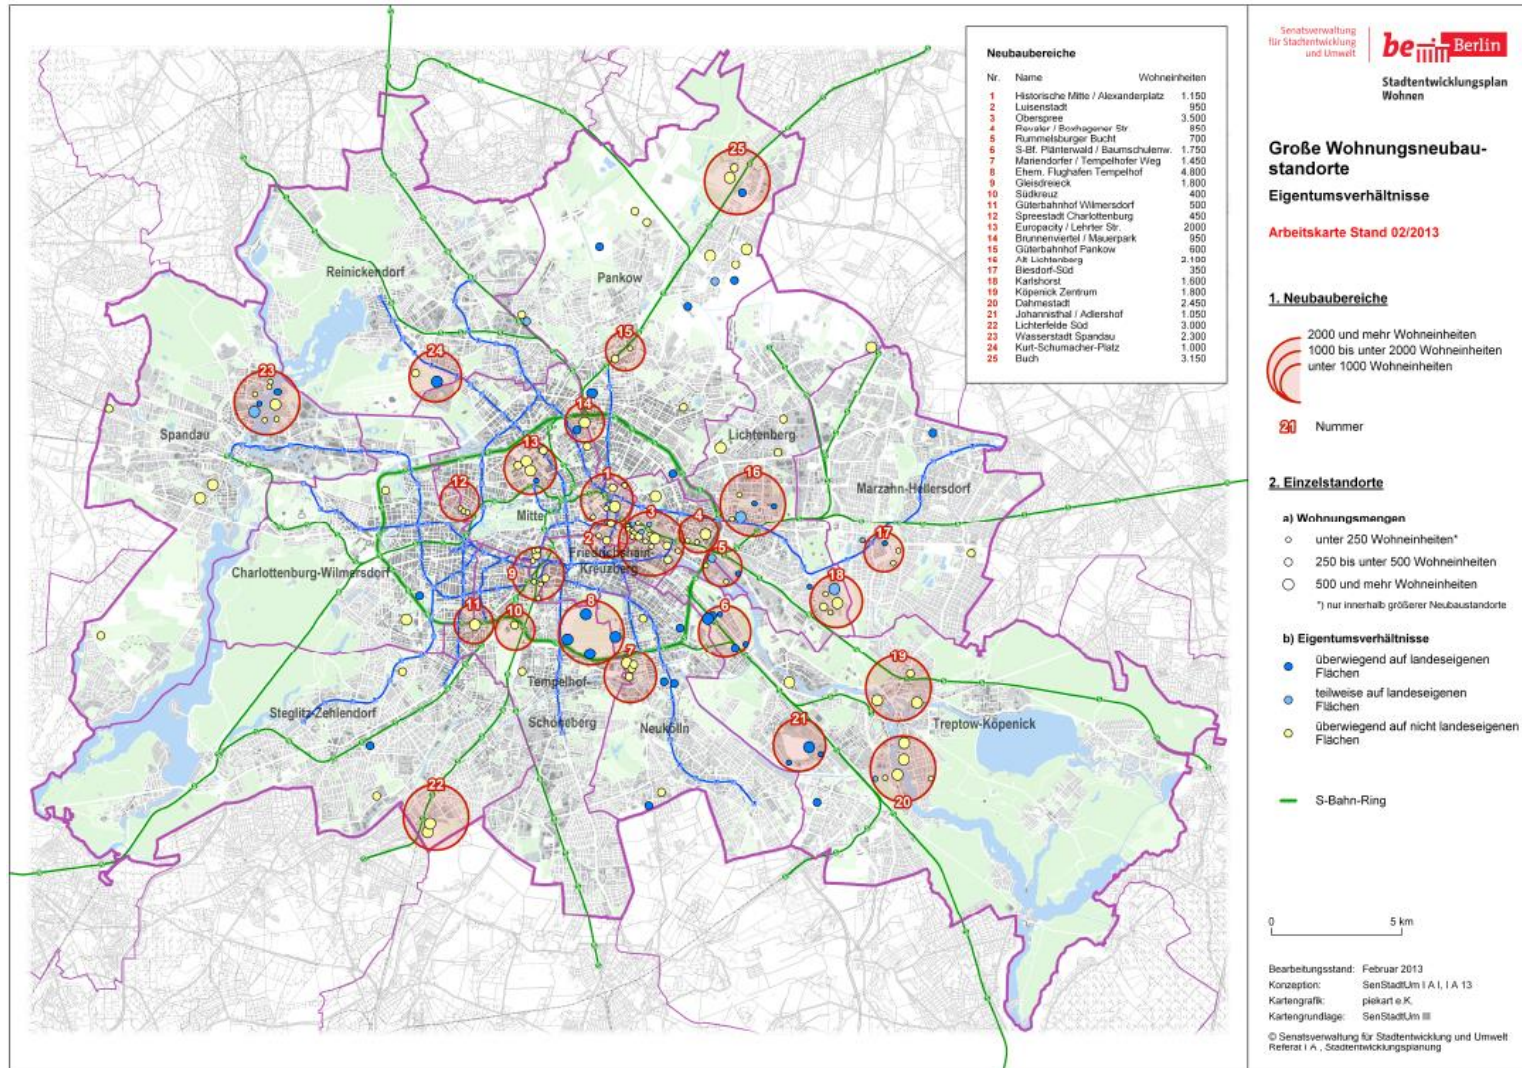 Neubaubereiche
Nr. Name Wohneinheiten
1 Historische Mitte / Alexanderplatz 1.150
2 Luisenstadt 950
3 Oberspree 3.500
4 Revaler / Boxhagener Str. 850
5 Rummelsburger Bucht 700
6 S-Bf. Plänterwald / Baumschulenw. 1.750
7 Mariendorfer / Tempelhofer Weg 1.450
8 Ehem. Flughafen Tempelhof 4.800
9 Gleisdreieck 1.800
10 Südkreuz 400
11 Güterbahnhof Wilmersdorf 500
12 Spreestadt Charlottenburg 450
13 Europacity / Lehrter Str. 2000
14 Brunnenviertel / Mauerpark 950
15 Güterbahnhof Pankow 600
16 Alt Lichtenberg 2.100
17 Biesdorf-Süd 350
18 Karlshorst 1.600
19 Köpenick Zentrum 1.800
20 Dahmestadt 2.450
21 Johannisthal / Adlershof 1.050
22 Lichterfelde Süd 3.000
23 Wasserstadt Spandau 2.300
24 Kurt-Schumacher-Platz 1.000
25 Buch 3.150
25
Reinickendorf
Pankow
15
24
23
14
Spandau
Lichtenberg
13
1
16
12
Marzahn-Hellersdorf
Mitte
3
4
2
17
5
Friedrichshain-
Kreuzberg
Charlottenburg-Wilmersdorf
9
18
8
11
10
6
7
19
Tempelhof-
Schöneberg
Steglitz-Zehlendorf
Neukölln
21
Treptow-Köpenick
22
20
Senatsverwaltung
für Stadtentwicklung
und Umwelt
be Berlin
Stadtentwicklungsplan
Wohnen
Große Wohnungsneubau-
standorte
Eigentumsverhältnisse
Arbeitskarte Stand 02/2013
1. Neubaubereiche
2000 und mehr Wohneinheiten
1000 bis unter 2000 Wohneinheiten
unter 1000 Wohneinheiten
21 Nummer
2. Einzelstandorte
a) Wohnungsmengen
unter 250 Wohneinheiten*
250 bis unter 500 Wohneinheiten
500 und mehr Wohneinheiten
*) nur innerhalb größerer Neubaustandorte
b) Eigentumsverhältnisse
überwiegend auf landeseigenen
Flächen
teilweise auf landeseigenen
Flächen
überwiegend auf nicht landeseigenen
Flächen
S-Bahn-Ring
0 5 km
Bearbeitungsstand: Februar 2013
Konzeption: SenStadtUm I A I, I A 13
Kartengrafik: piekart e.K.
Kartengrundlage: SenStadtUm III
© Senatsverwaltung für Stadtentwicklung und Umwelt
Referat I A , Stadtentwicklungsplanung